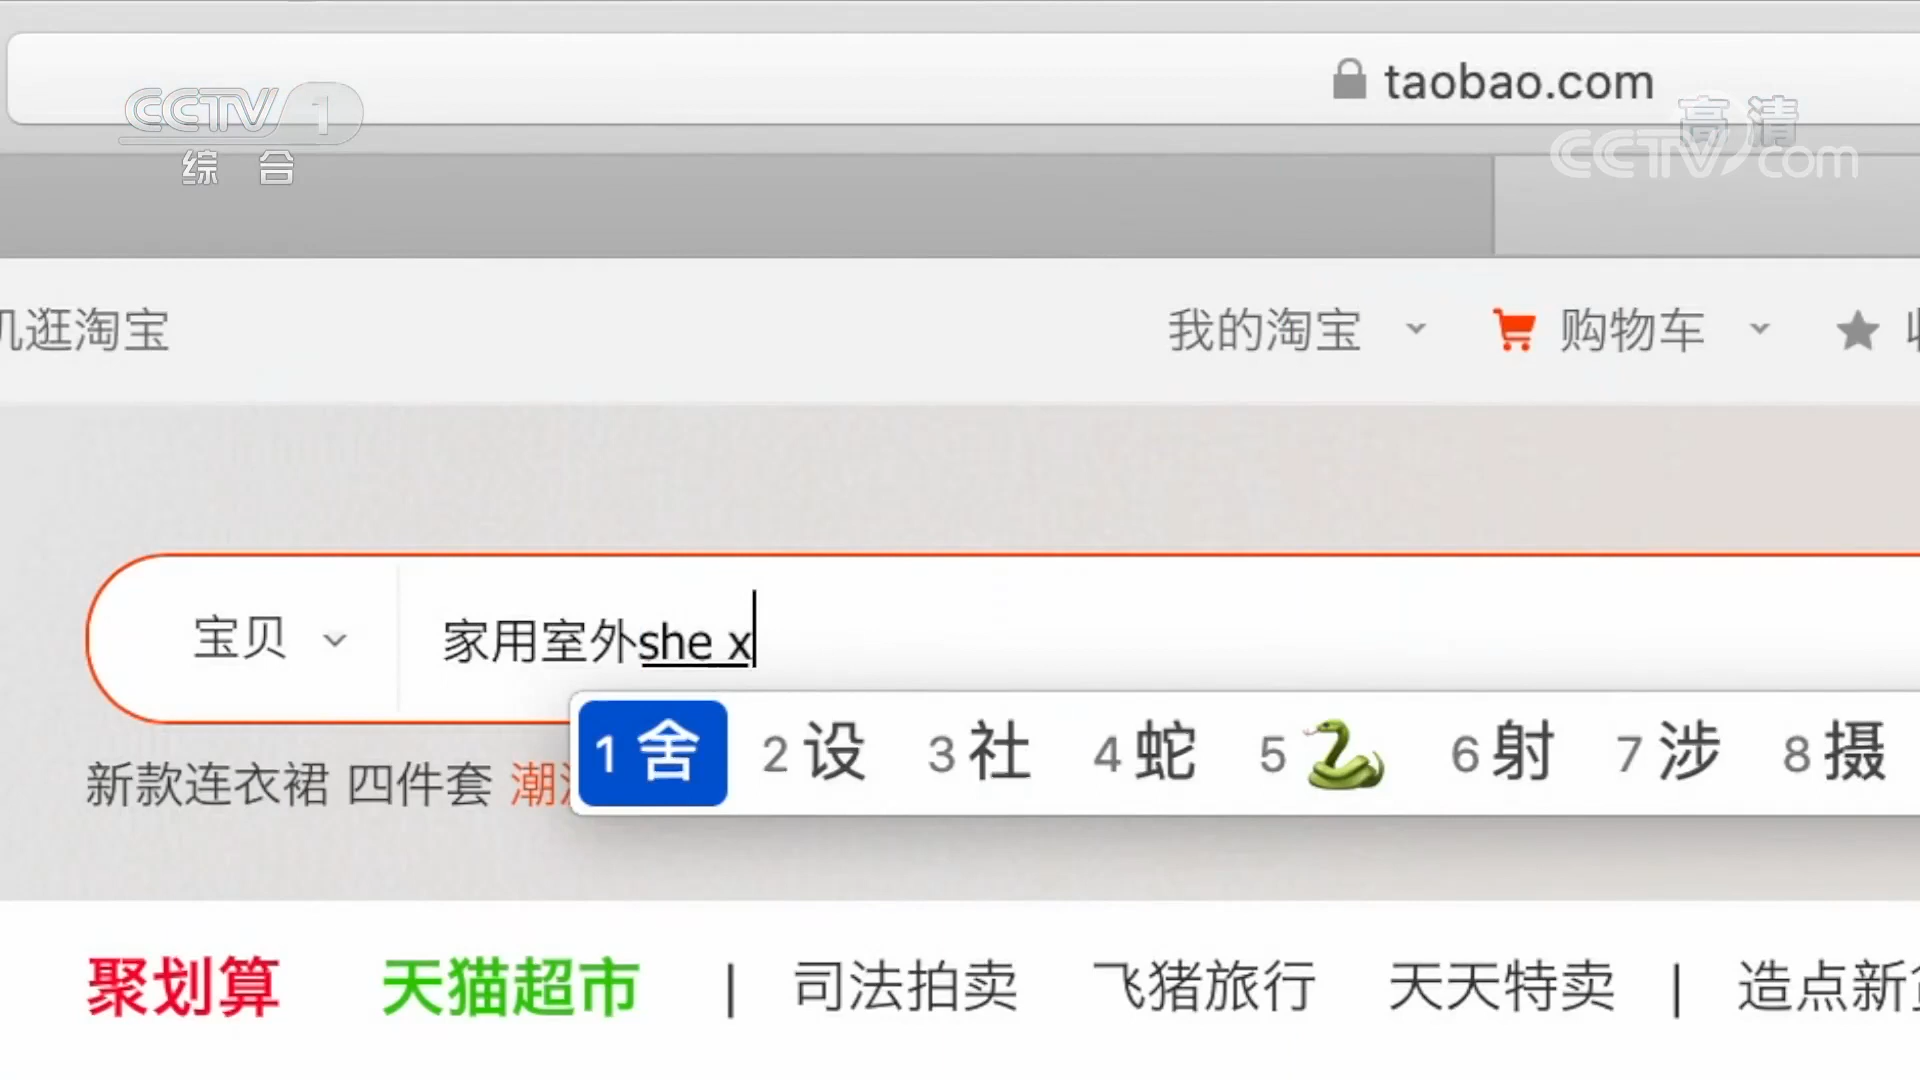 taobao.com
CCTV 1
综合
高清
CCTV com
机逛淘宝
我的淘宝
购物车
宝贝
家用室外she x
1 舍 2 设 3 社 4 蛇 5 6 射 7 涉 8 摄
新款连衣裙 四件套 潮
聚划算 天猫超市 | 司法拍卖 飞猪旅行 天天特卖 | 造点新